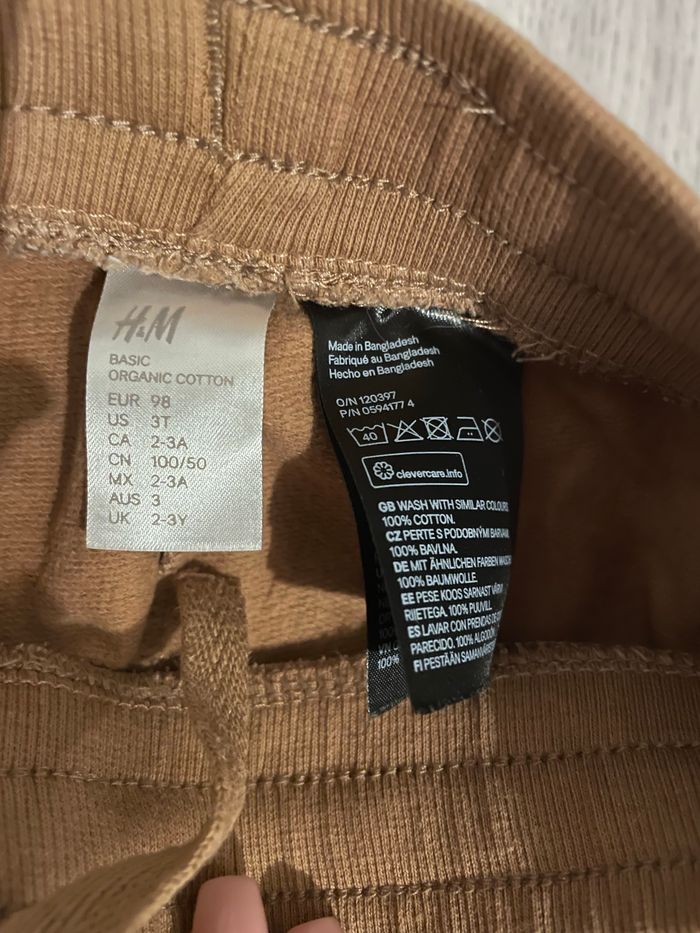 H&M
BASIC
ORGANIC COTTON
EUR 98
US 3T
CA 2-3A
CN 100/50
MX 2-3A
AUS 3
UK 2-3Y
Made in Bangladesh
Fabriqué au Bangladesh
Hecho en Bangladesh
O/N 120397
P/N 0594177 4
40
clevercare.info
GB WASH WITH SIMILAR COLOURS
100% COTTON.
CZ PERTE S PODOBNÝMI BARVAMI.
100% BAVLNA.
DE MIT ÄHNLICHEN FARBEN
100% BAUMWOLLE.
EE PESE KOOS SARNAST VÄRVI
RIIETEGA. 100% PUUVILL.
ES LAVAR CON PRENDAS DE
PARECIDO. 100% ALGODÓN.
FI PESTÄÄN
100%